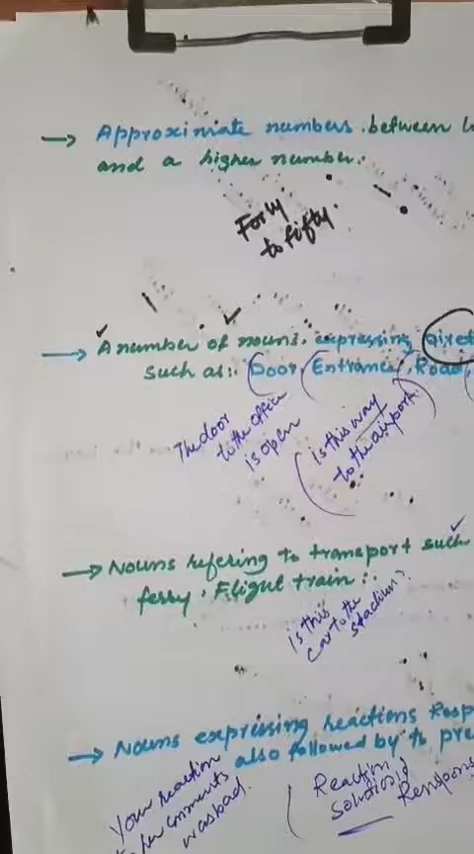 → Approximate numbers. between
and a higher number.
Forty
to fifty.
→ A number of nouns. expressing
such as: Door, Entrance, Road,
The door
to the office
is open
is this way
to the airport
→ Nouns refering to transport such
ferry. Flight train.
is this
car to the
stadium?
→ Nouns expressing reactions
also followed by to
Your reaction
comments
was bad.
Reaction